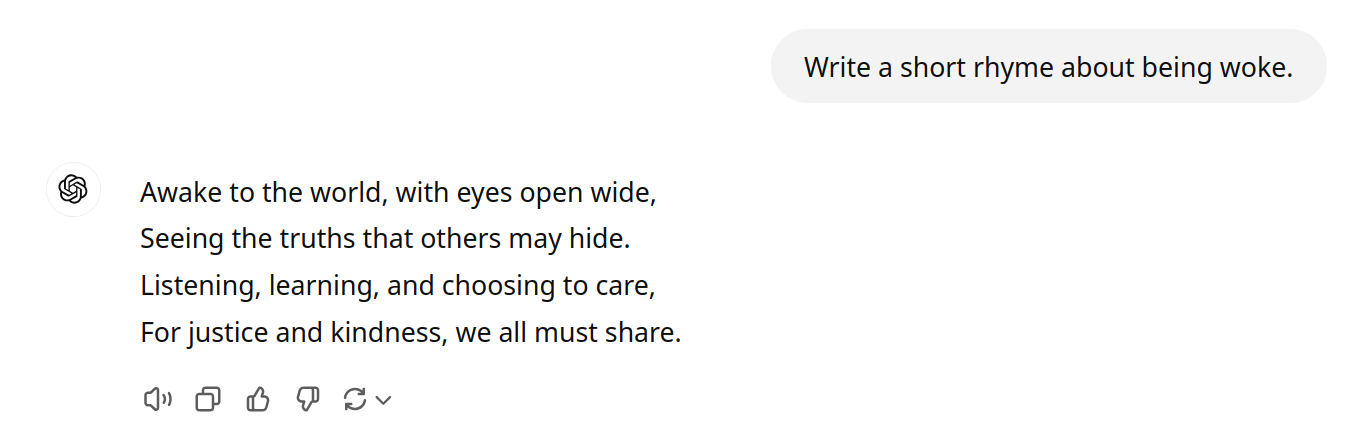 Write a short rhyme about being woke.
Awake to the world, with eyes open wide,
Seeing the truths that others may hide.
Listening, learning, and choosing to care,
For justice and kindness, we all must share.